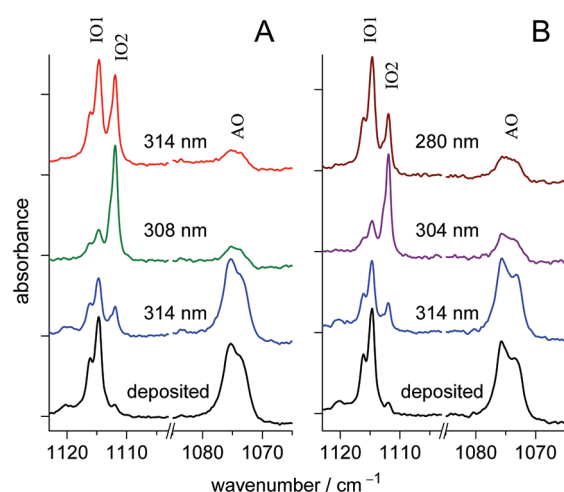 A
B
IO1
IO2
AO
314 nm
308 nm
314 nm
deposited
IO1
IO2
AO
280 nm
304 nm
314 nm
deposited
absorbance
1120 1110 1080 1070
1120 1110 1080 1070
wavenumber / cm⁻¹